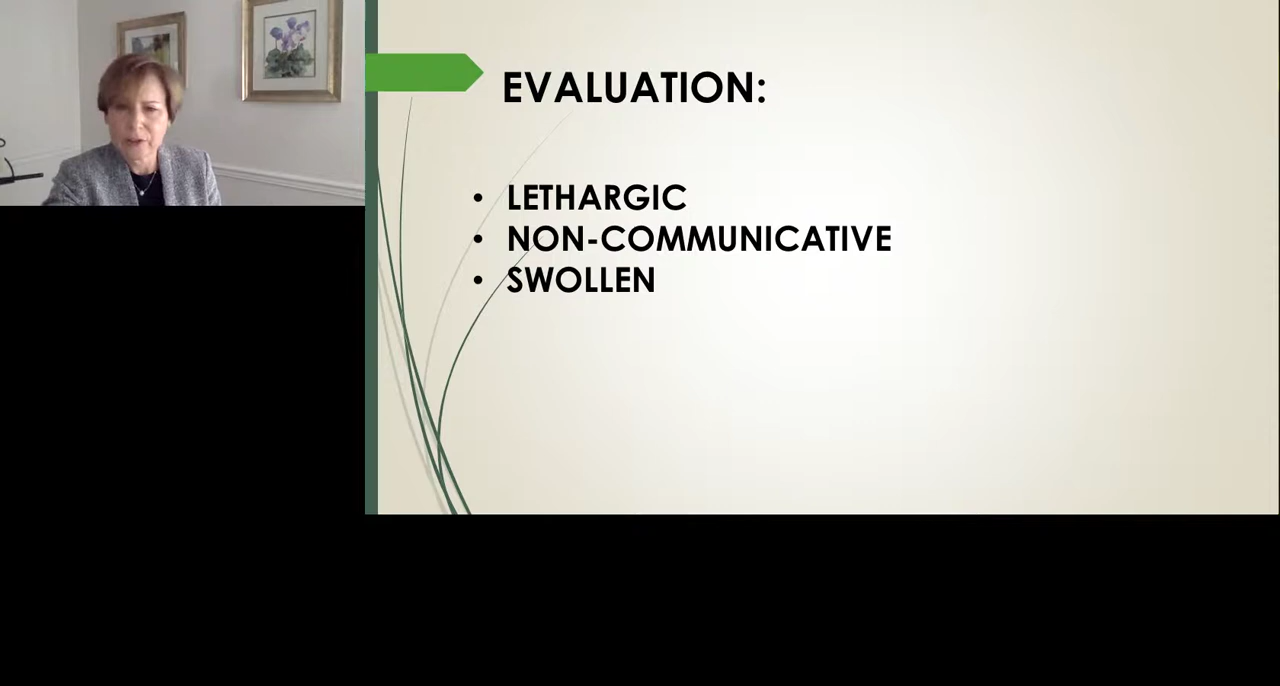 EVALUATION:
• LETHARGIC
• NON-COMMUNICATIVE
• SWOLLEN